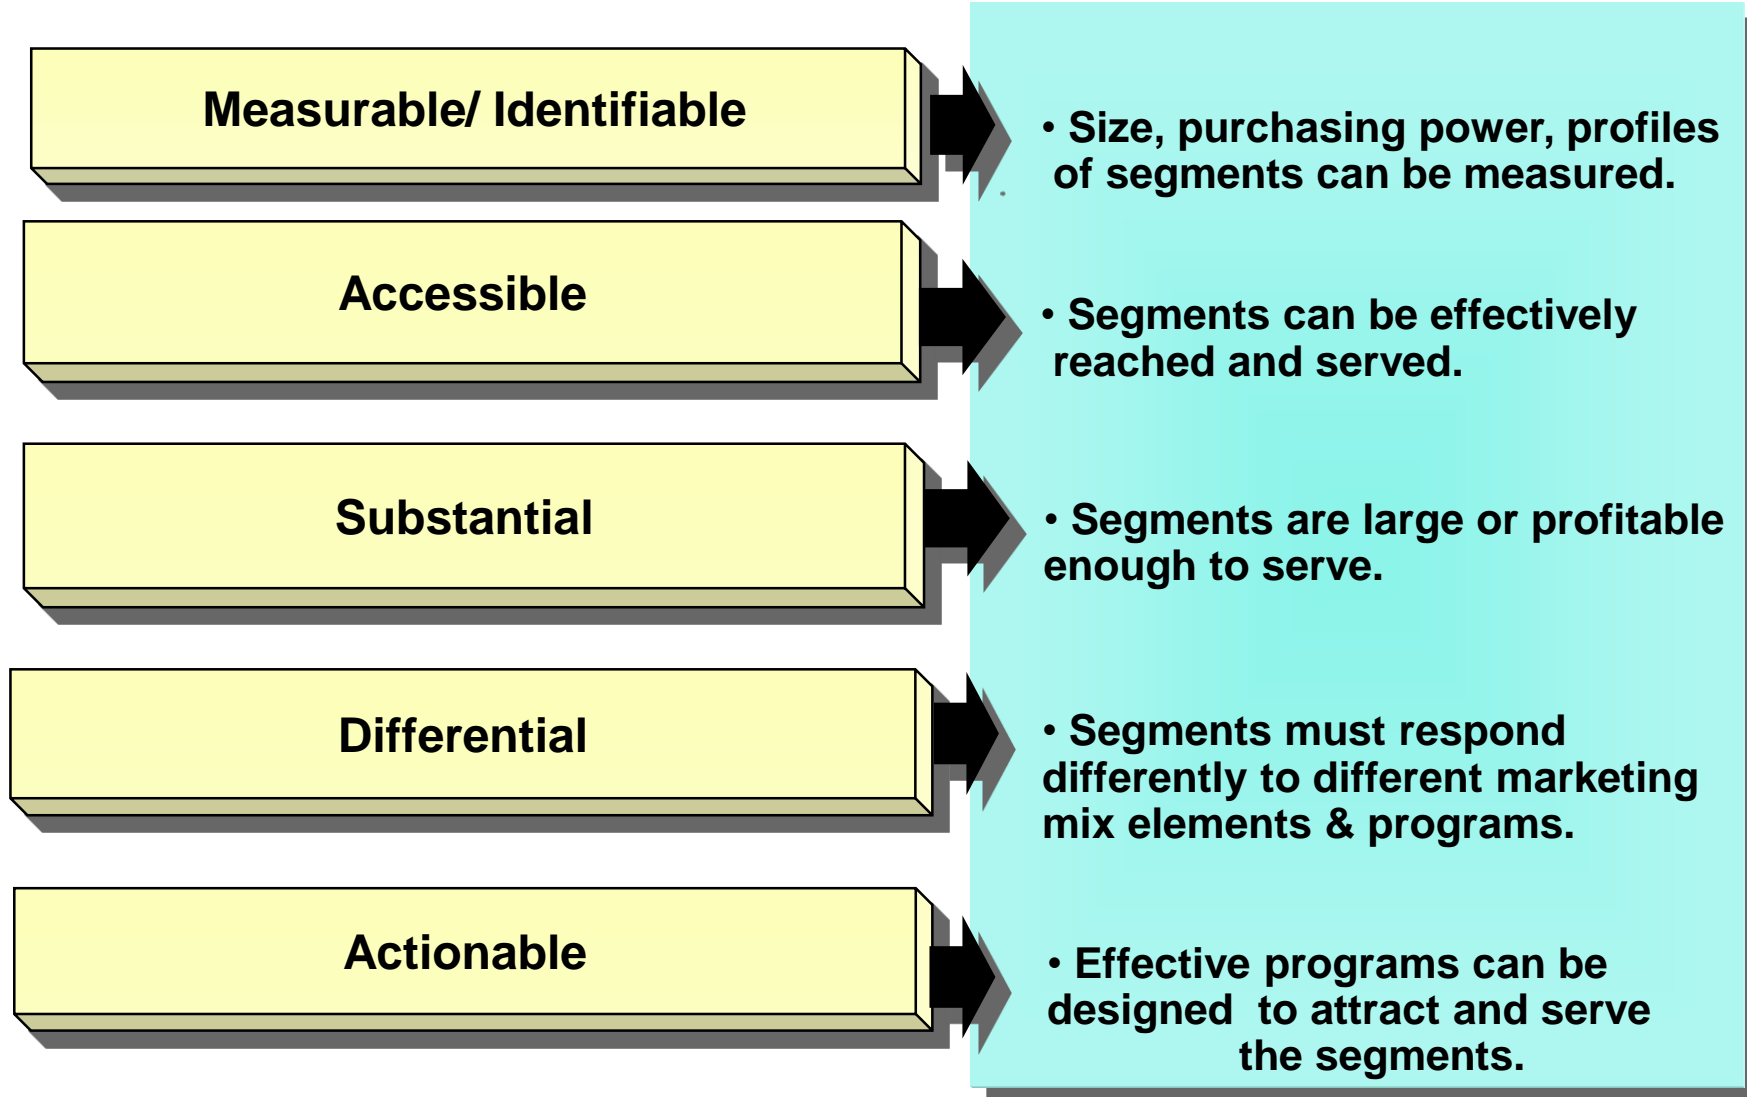 Measurable/ Identifiable
• Size, purchasing power, profiles
of segments can be measured.
Accessible
• Segments can be effectively
reached and served.
Substantial
• Segments are large or profitable
enough to serve.
Differential
• Segments must respond
differently to different marketing
mix elements & programs.
Actionable
• Effective programs can be
designed  to attract and serve
the segments.